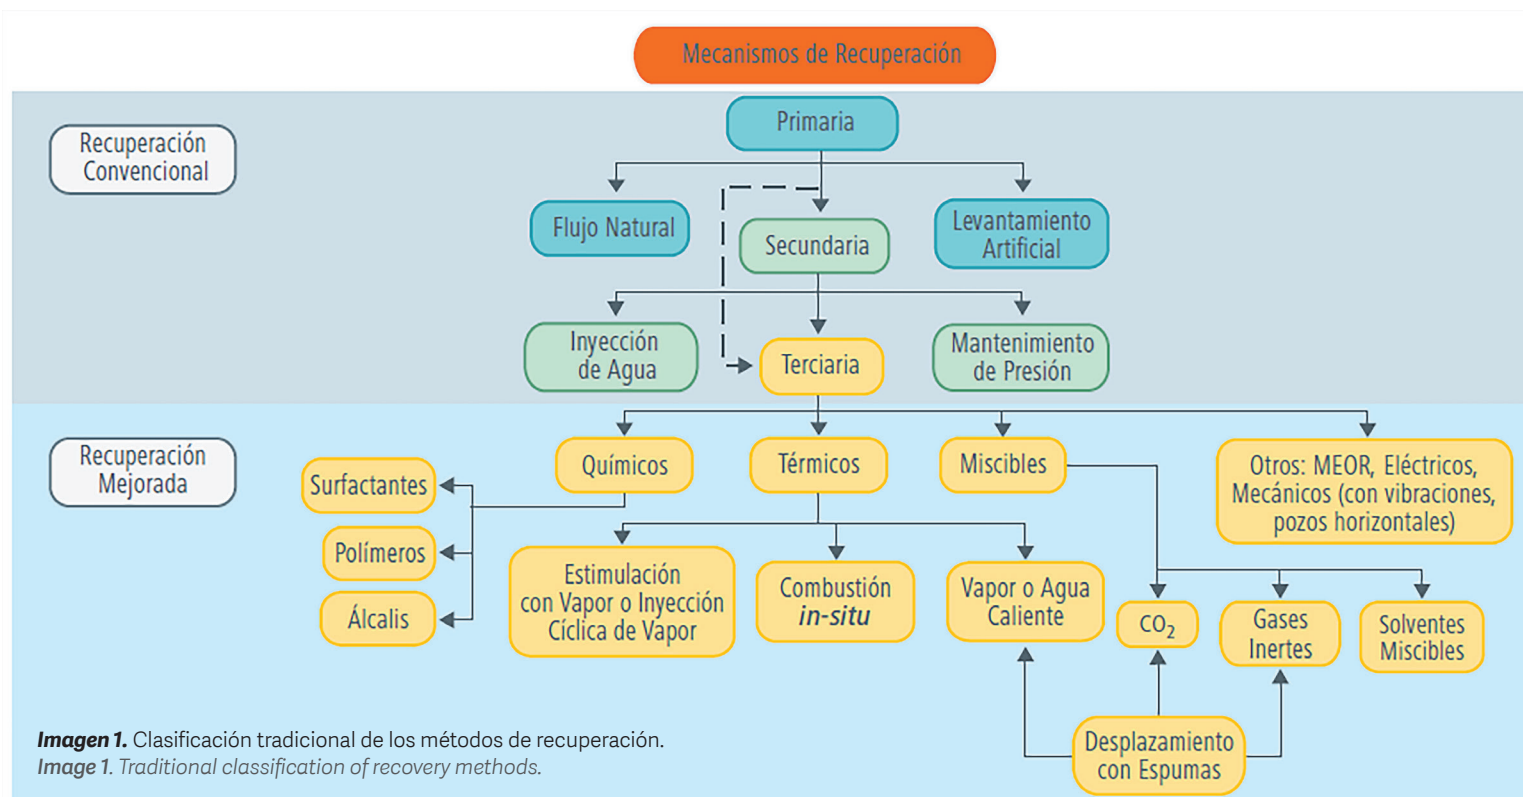 Mecanismos de Recuperación
Recuperación
Convencional
Primaria
Flujo Natural
Secundaria
Levantamiento
Artificial
Inyección
de Agua
Terciaria
Mantenimiento
de Presión
Recuperación
Mejorada
Químicos
Térmicos
Miscibles
Otros: MEOR, Eléctricos,
Mecánicos (con vibraciones,
pozos horizontales)
Surfactantes
Polímeros
Álcalis
Estimulación
con Vapor o Inyección
Cíclica de Vapor
Combustión
in-situ
Vapor o Agua
Caliente
CO₂
Gases
Inertes
Solventes
Miscibles
Desplazamiento
con Espumas
Imagen 1. Clasificación tradicional de los métodos de recuperación.
Image 1. Traditional classification of recovery methods.